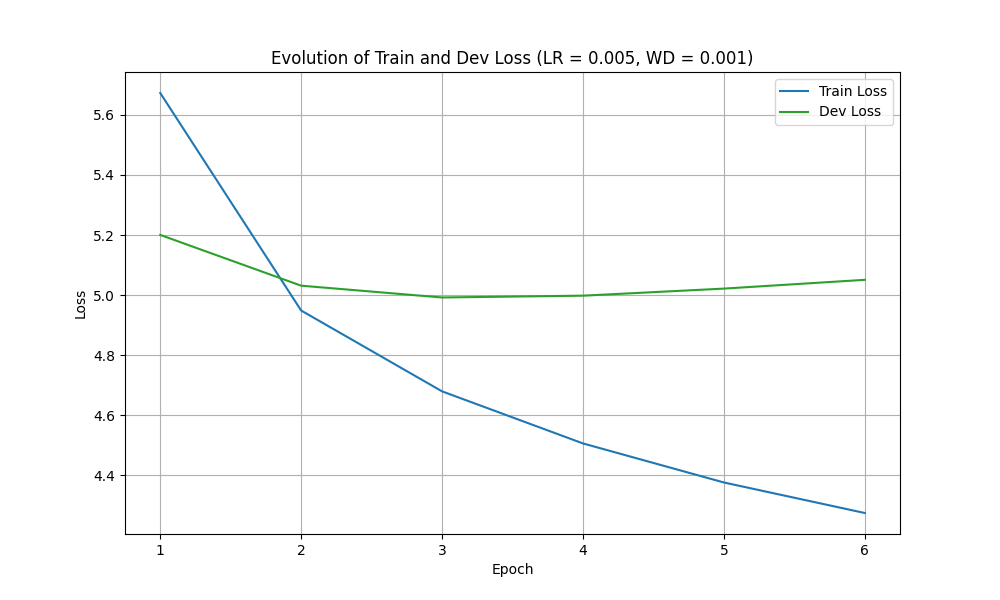 Evolution of Train and Dev Loss (LR = 0.005, WD = 0.001)
Train Loss
Dev Loss
5.6
5.4
5.2
5.0
4.8
4.6
4.4
Loss
1 2 3 4 5 6
Epoch